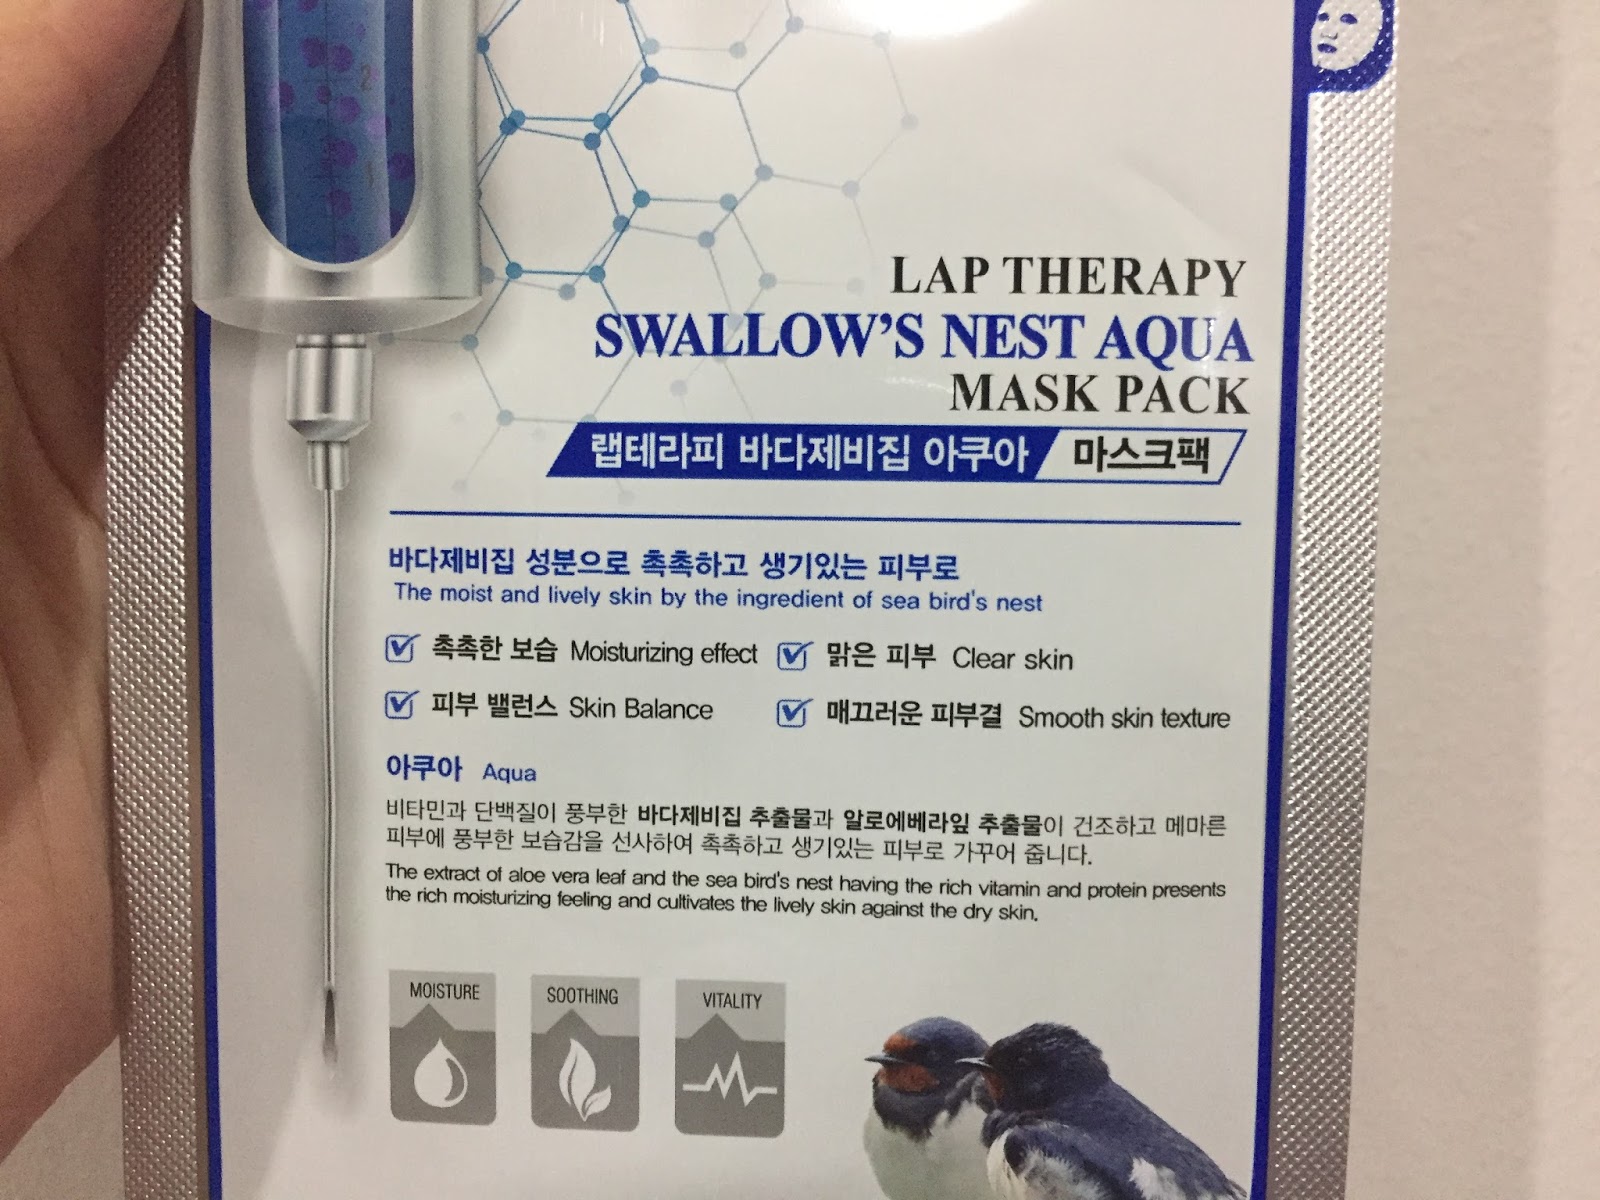 LAP THERAPY
SWALLOW'S NEST AQUA
MASK PACK
랩테라피 바다제비집 아쿠아 마스크팩
바다제비집 성분으로 촉촉하고 생기있는 피부로
The moist and lively skin by the ingredient of sea bird's nest
촉촉한 보습 Moisturizing effect 맑은 피부 Clear skin
피부 밸런스 Skin Balance 매끄러운 피부결 Smooth skin texture
아쿠아 Aqua
비타민과 단백질이 풍부한 바다제비집 추출물과 알로에베라잎 추출물이 건조하고 메마른
피부에 풍부한 보습감을 선사하여 촉촉하고 생기있는 피부로 가꾸어 줍니다.
The extract of aloe vera leaf and the sea bird's nest having the rich vitamin and protein presents
the rich moisturizing feeling and cultivates the lively skin against the dry skin.
MOISTURE SOOTHING VITALITY
2
1